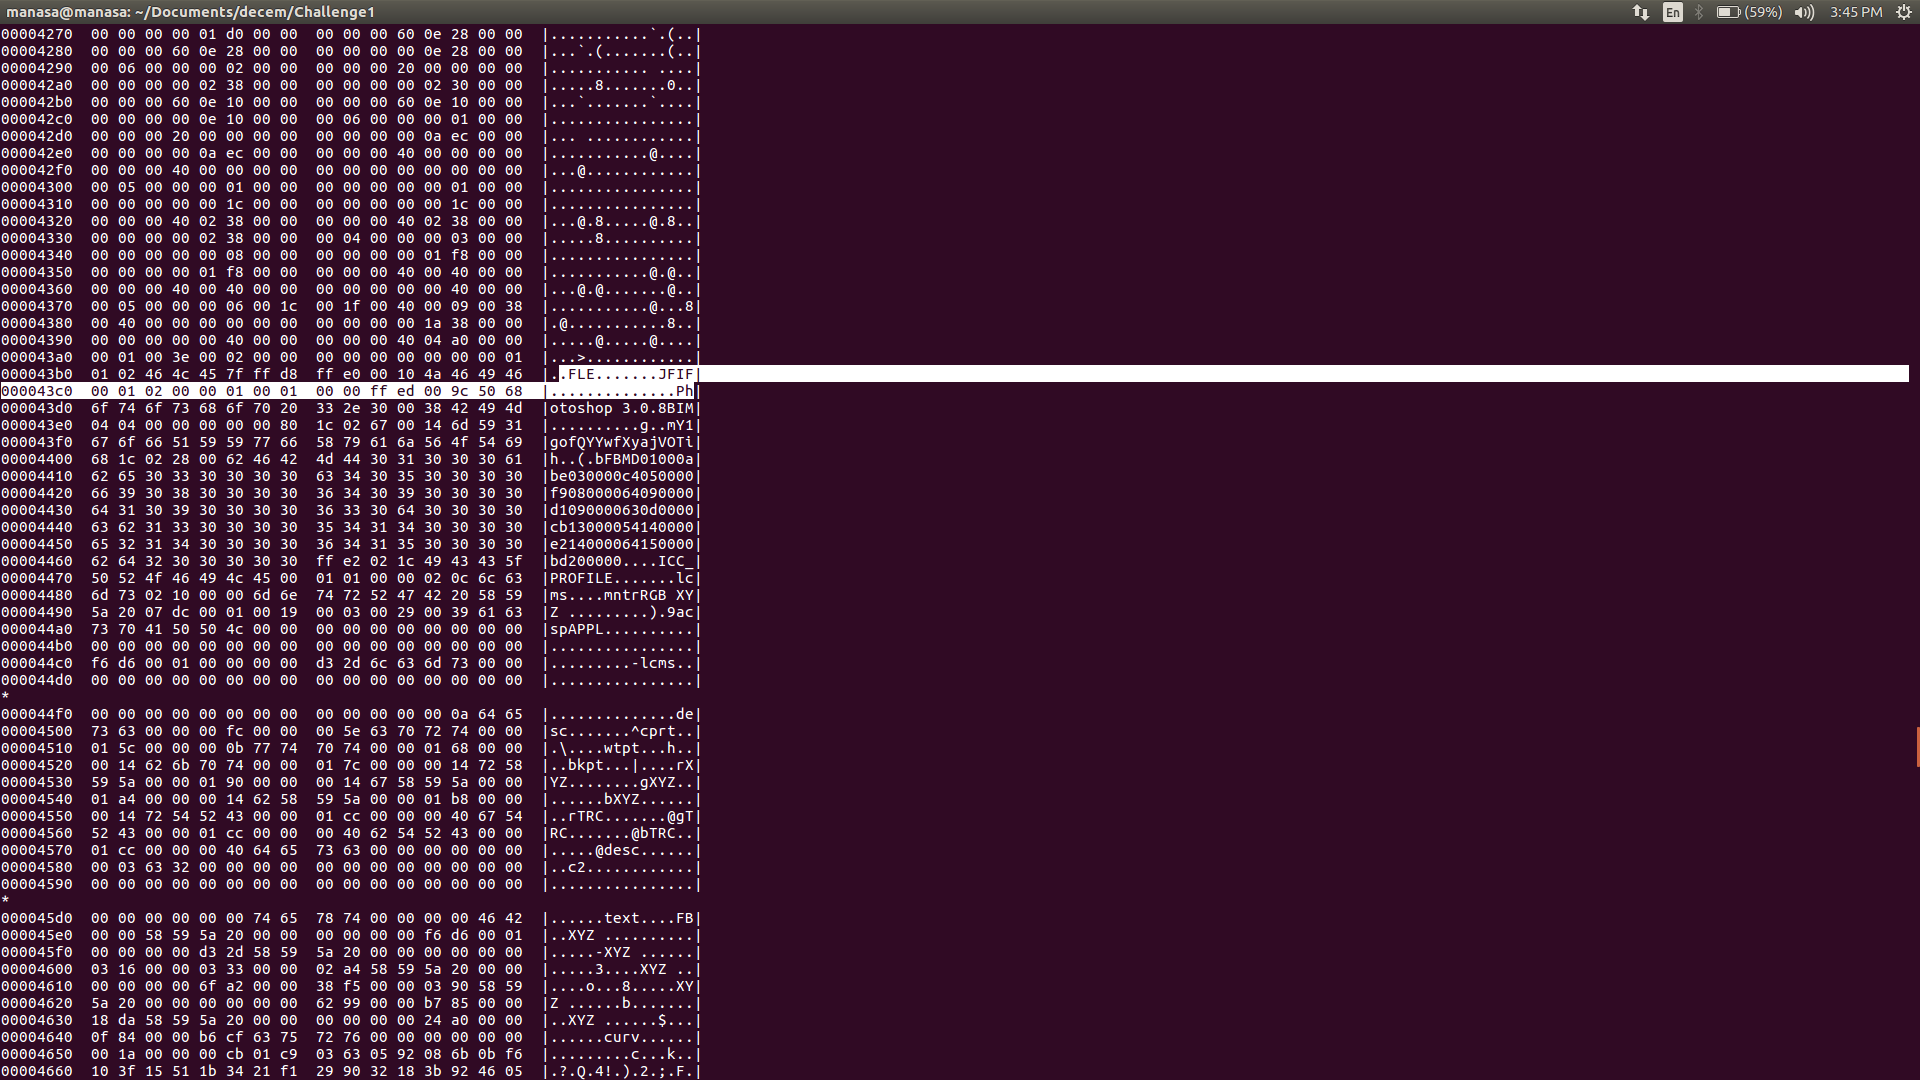 manasa@manasa: ~/Documents/decem/Challenge1
En
(59%)
3:45 PM
00004270  00 00 00 00 01 d0 00 00  00 00 00 60 0e 28 00 00  |...........`.(..|
00004280  00 00 00 60 0e 28 00 00  00 00 00 00 0e 28 00 00  |...`.(.......(..|
00004290  00 06 00 00 00 02 00 00  00 00 00 20 00 00 00 00  |........... ....|
000042a0  00 00 00 00 02 38 00 00  00 00 00 00 02 30 00 00  |.....8.......0..|
000042b0  00 00 00 60 0e 10 00 00  00 00 00 60 0e 10 00 00  |...`.......`....|
000042c0  00 00 00 00 0e 10 00 00  00 06 00 00 00 01 00 00  |................|
000042d0  00 00 00 20 00 00 00 00  00 00 00 00 0a ec 00 00  |... ............|
000042e0  00 00 00 00 0a ec 00 00  00 00 00 40 00 00 00 00  |...........@....|
000042f0  00 00 00 40 00 00 00 00  00 00 00 00 00 00 00 00  |...@............|
00004300  00 05 00 00 00 01 00 00  00 00 00 00 00 01 00 00  |................|
00004310  00 00 00 00 00 1c 00 00  00 00 00 00 00 1c 00 00  |................|
00004320  00 00 00 40 02 38 00 00  00 00 00 40 02 38 00 00  |...@.8.....@.8..|
00004330  00 00 00 00 02 38 00 00  00 04 00 00 00 03 00 00  |.....8..........|
00004340  00 00 00 00 00 08 00 00  00 00 00 00 01 f8 00 00  |................|
00004350  00 00 00 00 01 f8 00 00  00 00 00 40 00 40 00 00  |...........@.@..|
00004360  00 00 00 40 00 40 00 00  00 00 00 00 00 40 00 00  |...@.@.......@..|
00004370  00 05 00 00 00 06 00 1c  00 1f 00 40 00 09 00 38  |...........@...8|
00004380  00 40 00 00 00 00 00 00  00 00 00 00 1a 38 00 00  |.@...........8..|
00004390  00 00 00 00 00 40 00 00  00 00 00 40 04 a0 00 00  |.....@.....@....|
000043a0  00 01 00 3e 00 02 00 00  00 00 00 00 00 00 00 01  |...>............|
000043b0  01 02 46 4c 45 7f ff d8  ff e0 00 10 4a 46 49 46  |..FLE.......JFIF|
000043c0  00 01 02 00 00 01 00 01  00 00 ff ed 00 9c 50 68  |..............Ph|
000043d0  6f 74 6f 73 68 6f 70 20  33 2e 30 00 38 42 49 4d  |otoshop 3.0.8BIM|
000043e0  04 04 00 00 00 00 00 80  1c 02 67 00 14 6d 59 31  |..........g..mY1|
000043f0  67 6f 66 51 59 59 77 66  58 79 61 6a 56 4f 54 69  |gofQYYwfXyajVOTi|
00004400  68 1c 02 28 00 62 46 42  4d 44 30 31 30 30 30 61  |h..(.bFBMD01000a|
00004410  62 65 30 33 30 30 30 30  63 34 30 35 30 30 30 30  |be030000c4050000|
00004420  66 39 30 38 30 30 30 30  36 34 30 39 30 30 30 30  |f908000064090000|
00004430  64 31 30 39 30 30 30 30  36 33 30 64 30 30 30 30  |d1090000630d0000|
00004440  63 62 31 33 30 30 30 30  35 34 31 34 30 30 30 30  |cb13000054140000|
00004450  65 32 31 34 30 30 30 30  36 34 31 35 30 30 30 30  |e214000064150000|
00004460  62 64 32 30 30 30 30 30  ff e2 02 1c 49 43 43 5f  |bd200000....ICC_|
00004470  50 52 4f 46 49 4c 45 00  01 01 00 00 02 0c 6c 63  |PROFILE.......lc|
00004480  6d 73 02 10 00 00 6d 6e  74 72 52 47 42 20 58 59  |ms....mntrRGB XY|
00004490  5a 20 07 dc 00 01 00 19  00 03 00 29 00 39 61 63  |Z .........).9ac|
000044a0  73 70 41 50 50 4c 00 00  00 00 00 00 00 00 00 00  |spAPPL..........|
000044b0  00 00 00 00 00 00 00 00  00 00 00 00 00 00 00 00  |................|
000044c0  f6 d6 00 01 00 00 00 00  d3 2d 6c 63 6d 73 00 00  |.........-lcms..|
000044d0  00 00 00 00 00 00 00 00  00 00 00 00 00 00 00 00  |................|
*
000044f0  00 00 00 00 00 00 00 00  00 00 00 00 00 0a 64 65  |..............de|
00004500  73 63 00 00 00 fc 00 00  00 5e 63 70 72 74 00 00  |sc.......^cprt..|
00004510  01 5c 00 00 00 0b 77 74  70 74 00 00 01 68 00 00  |.\....wtpt...h..|
00004520  00 14 62 6b 70 74 00 00  01 7c 00 00 00 14 72 58  |..bkpt...|....rX|
00004530  59 5a 00 00 01 90 00 00  00 14 67 58 59 5a 00 00  |YZ........gXYZ..|
00004540  01 a4 00 00 00 14 62 58  59 5a 00 00 01 b8 00 00  |......bXYZ......|
00004550  00 14 72 54 52 43 00 00  01 cc 00 00 00 40 67 54  |..rTRC.......@gT|
00004560  52 43 00 00 01 cc 00 00  00 40 62 54 52 43 00 00  |RC.......@bTRC..|
00004570  01 cc 00 00 00 40 64 65  73 63 00 00 00 00 00 00  |.....@desc......|
00004580  00 03 63 32 00 00 00 00  00 00 00 00 00 00 00 00  |..c2............|
00004590  00 00 00 00 00 00 00 00  00 00 00 00 00 00 00 00  |................|
*
000045d0  00 00 00 00 00 00 74 65  78 74 00 00 00 00 46 42  |......text....FB|
000045e0  00 00 58 59 5a 20 00 00  00 00 00 00 f6 d6 00 01  |..XYZ ..........|
000045f0  00 00 00 00 d3 2d 58 59  5a 20 00 00 00 00 00 00  |.....-XYZ ......|
00004600  03 16 00 00 03 33 00 00  02 a4 58 59 5a 20 00 00  |.....3....XYZ ..|
00004610  00 00 00 00 6f a2 00 00  38 f5 00 00 03 90 58 59  |....o...8.....XY|
00004620  5a 20 00 00 00 00 00 00  62 99 00 00 b7 85 00 00  |Z ......b.......|
00004630  18 da 58 59 5a 20 00 00  00 00 00 00 24 a0 00 00  |..XYZ ......$...|
00004640  0f 84 00 00 b6 cf 63 75  72 76 00 00 00 00 00 00  |......curv......|
00004650  00 1a 00 00 00 cb 01 c9  03 63 05 92 08 6b 0b f6  |.........c...k..|
00004660  10 3f 15 51 1b 34 21 f1  29 90 32 18 3b 92 46 05  |.?.Q.4!.).2.;.F.|